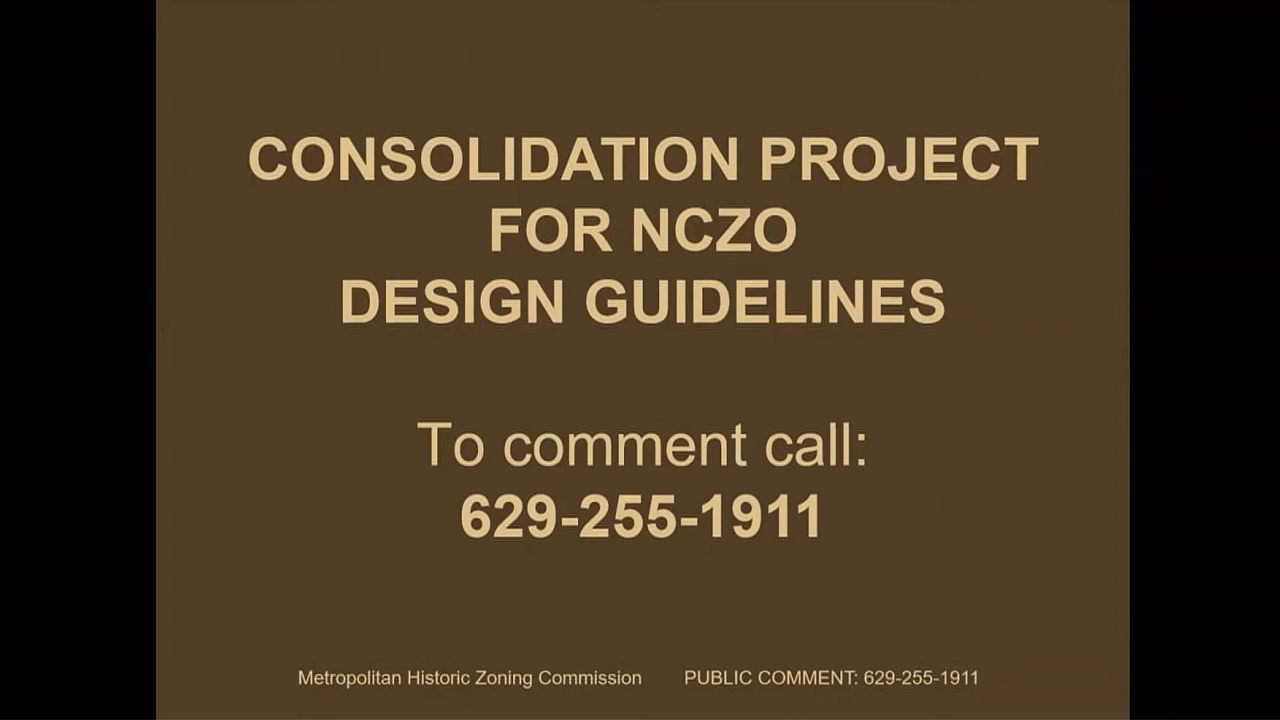 CONSOLIDATION PROJECT
FOR NCZO
DESIGN GUIDELINES
To comment call:
629-255-1911
Metropolitan Historic Zoning Commission PUBLIC COMMENT: 629-255-1911